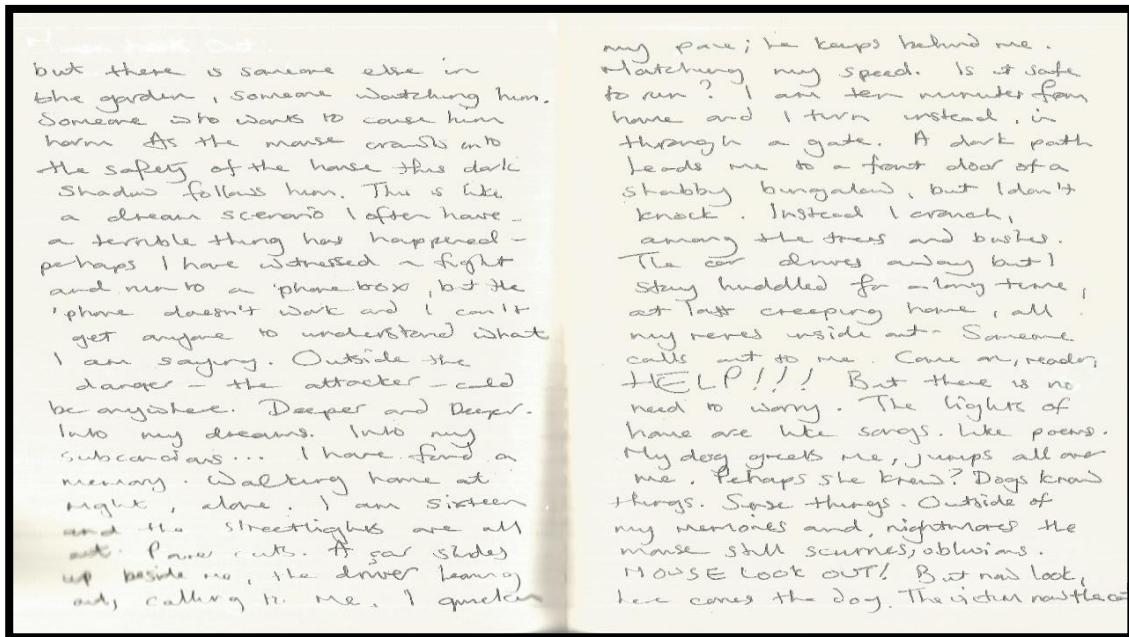 Mouse Look Out!
but there is someone else in
the garden, someone watching him.
Someone who wants to cause him
harm As the mouse crawls into
the safety of the house this dark
shadow follows him. This is like
a dream scenario I often have -
a terrible thing has happened -
perhaps I have witnessed a fight
and run to a 'phone box, but the
'phone doesn't work and I can't
get anyone to understand what
I am saying. Outside the
danger - the attacker - could
be anywhere. Deeper and Deeper.
Into my dreams. Into my
subconcious... I have found a
memory. Walking home at
night, alone. I am sixteen
and the streetlights are all
out. Power cuts. A car slides
up beside me, the driver leaning
out, calling to me. I quicken
my pace; he keeps behind me.
Matching my speed. Is it safe
to run? I am ten minutes from
home and I turn instead, in
through a gate. A dark path
leads me to a front door of a
shabby bungalow, but I don't
knock. Instead I crouch,
among the trees and bushes.
The car drives away but I
stay huddled for a long time,
at last creeping home, all
my nerves inside out - Someone
calls out to me. Come on, reader,
HELP!!! But there is no
need to worry. The lights of
home are like songs. Like poems.
My dog greets me, jumps all over
me. Perhaps she knew? Dogs know
things. Sense things. Outside of
my memories and nightmares the
mouse still scurries, oblivious.
MOUSE LOOK OUT! But now look,
here comes the dog. The victim now the cat